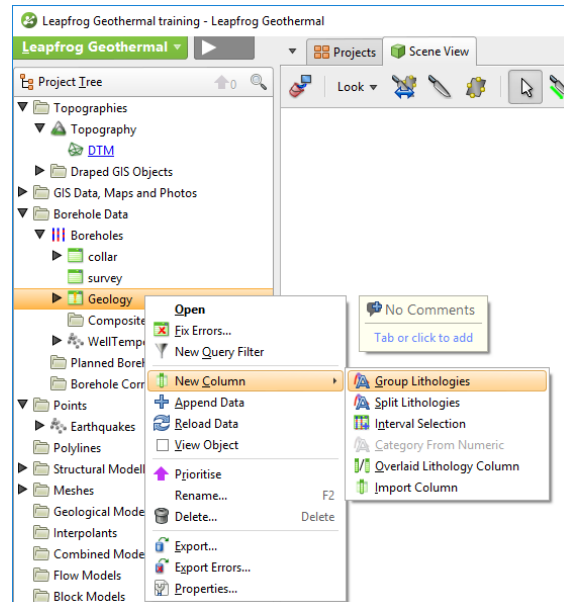 Leapfrog Geothermal training - Leapfrog Geothermal
Leapfrog Geothermal
Projects
Scene View
Project Tree
0
Look
Topographies
Topography
DTM
Draped GIS Objects
GIS Data, Maps and Photos
Borehole Data
Boreholes
collar
survey
Geology
Composite
WellTemp
Planned Boreh
Borehole Corr
Points
Earthquakes
Polylines
Structural Modell
Meshes
Geological Mode
Interpolants
Combined Mode
Flow Models
Block Models
Open
Fix Errors...
New Query Filter
New Column
Append Data
Reload Data
View Object
Prioritise
Rename... F2
Delete... Delete
Export...
Export Errors...
Properties...
No Comments
Tab or click to add
Group Lithologies
Split Lithologies
Interval Selection
Category From Numeric
Overlaid Lithology Column
Import Column